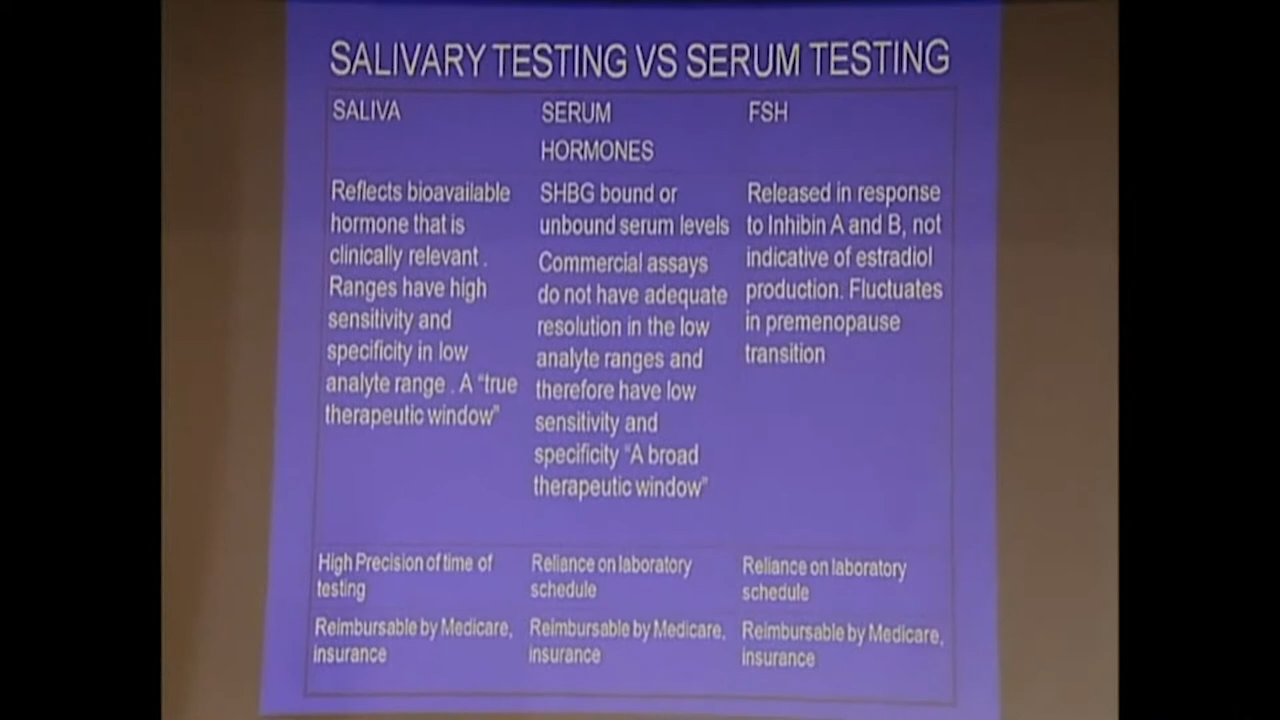 SALIVARY TESTING VS SERUM TESTING
SALIVA
Reflects bioavailable
hormone that is
clinically relevant .
Ranges have high
sensitivity and
specificity in low
analyte range . A "true
therapeutic window"
High Precision of time of
testing
Reimbursable by Medicare,
insurance
SERUM
HORMONES
SHBG bound or
unbound serum levels
Commercial assays
do not have adequate
resolution in the low
analyte ranges and
therefore have low
sensitivity and
specificity "A broad
therapeutic window"
Reliance on laboratory
schedule
Reimbursable by Medicare,
insurance
FSH
Released in response
to Inhibin A and B, not
indicative of estradiol
production. Fluctuates
in premenopause
transition
Reliance on laboratory
schedule
Reimbursable by Medicare,
insurance